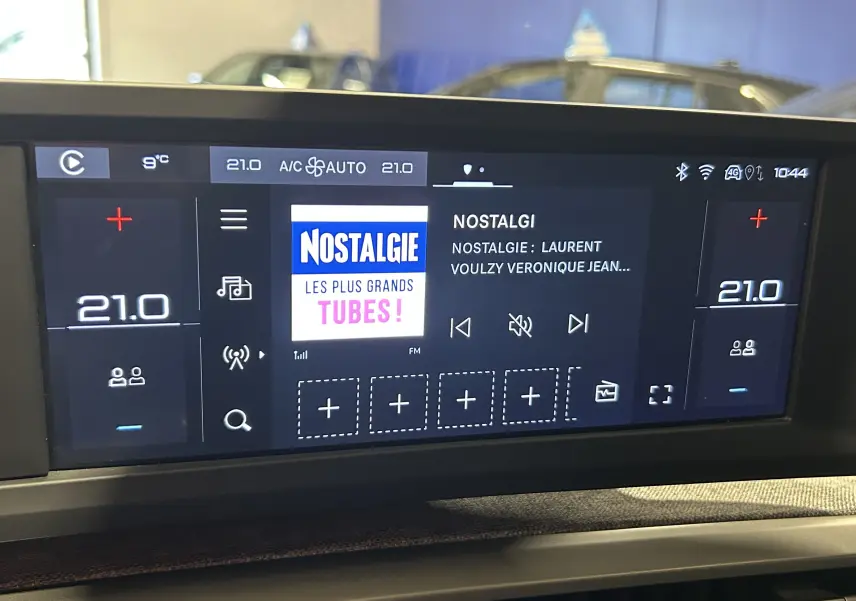 9°C
21.0 A/C AUTO 21.0
4G
10:44
21.0
NOSTALGIE
LES PLUS GRANDS
TUBES !
FM
NOSTALGI
NOSTALGIE : LAURENT
VOULZY VERONIQUE JEAN...
21.0